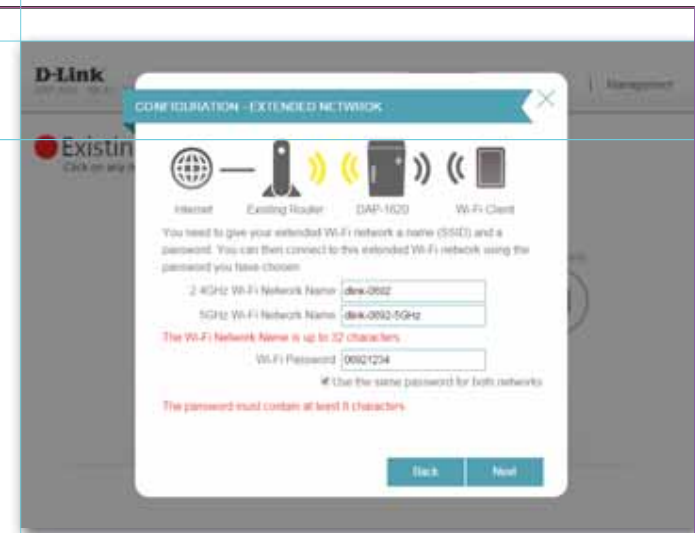 D-Link
Management
Existin
Click on any
CONFIGURATION - EXTENDED NETWROK
Internet
Existing Router
DAP-1620
Wi-Fi Client
You need to give your extended Wi-Fi network a name (SSID) and a
password. You can then connect to this extended Wi-Fi network using the
password you have chosen
2.4GHz Wi-Fi Network Name dlink-0692
5GHz Wi-Fi Network Name dlink-0692-5GHz
The Wi-Fi Network Name is up to 32 characters
Wi-Fi Password 06921234
Use the same password for both networks
The password must contain at least 8 characters
Back
Next